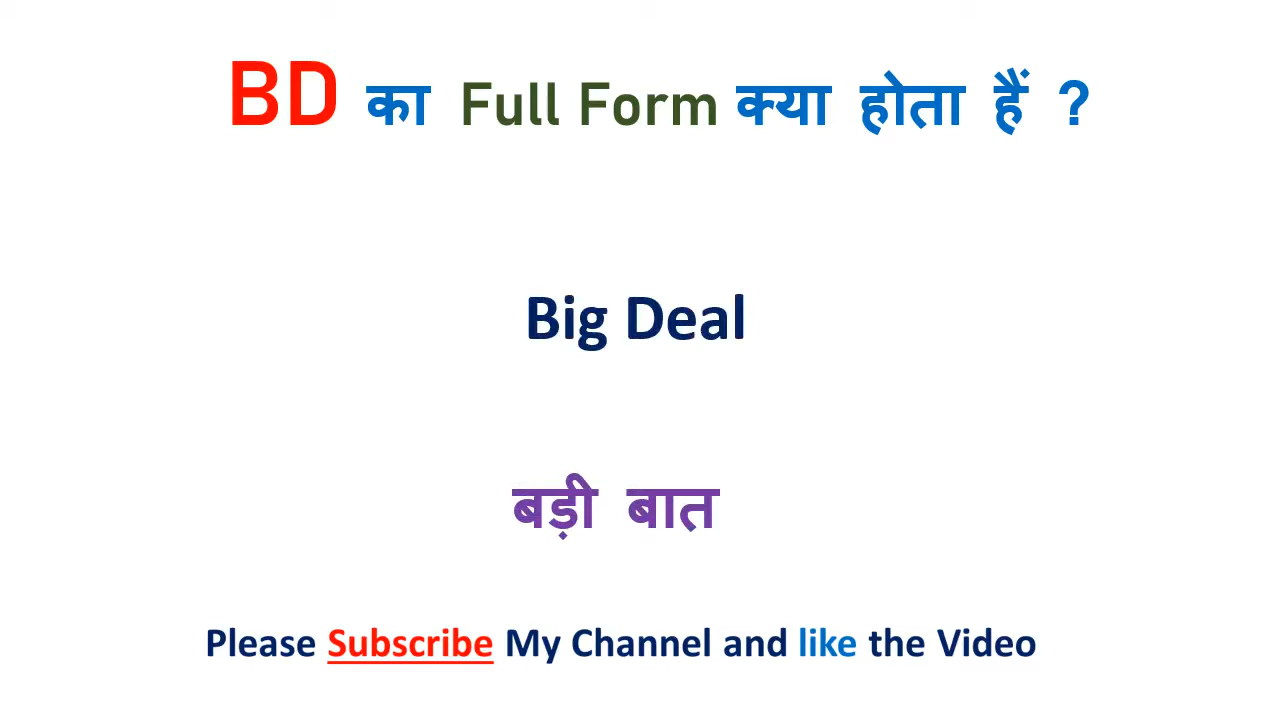 BD का Full Form क्या होता हैं ?
Big Deal
बड़ी बात
Please Subscribe My Channel and like the Video